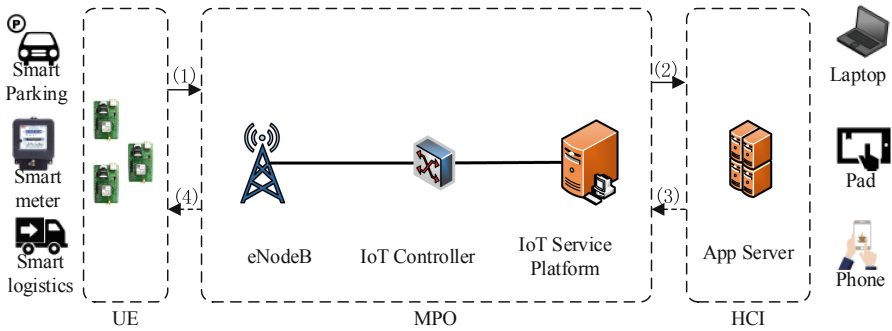 P
Smart
Parking
Smart
meter
Smart
logistics
(1)
(4)
UE
eNodeB
IoT Controller
IoT Service
Platform
MPO
(2)
(3)
App Server
HCI
Laptop
Pad
Phone